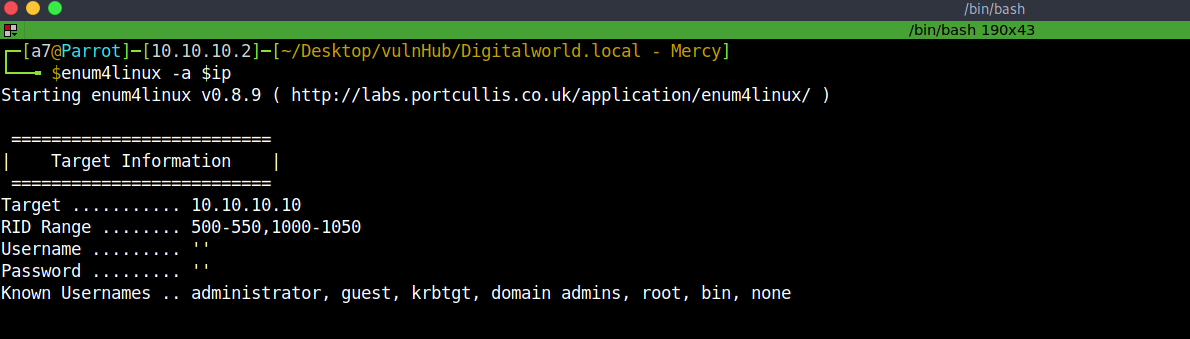 /bin/bash
/bin/bash 190x43
┌─[a7@Parrot]─[10.10.10.2]─[~/Desktop/vulnHub/Digitalworld.local - Mercy]
└──╼ $enum4linux -a $ip
Starting enum4linux v0.8.9 ( http://labs.portcullis.co.uk/application/enum4linux/ )
==========================
|    Target Information    |
==========================
Target ........... 10.10.10.10
RID Range ........ 500-550,1000-1050
Username ......... ''
Password ......... ''
Known Usernames .. administrator, guest, krbtgt, domain admins, root, bin, none